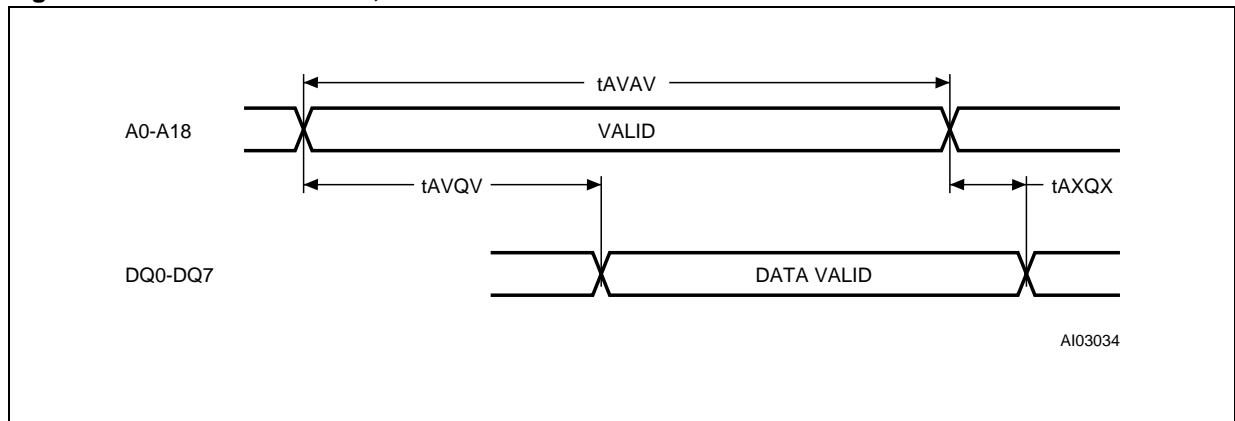 tAVAV
A0-A18
VALID
tAVQV
tAXQX
DQ0-DQ7
DATA VALID
AI03034